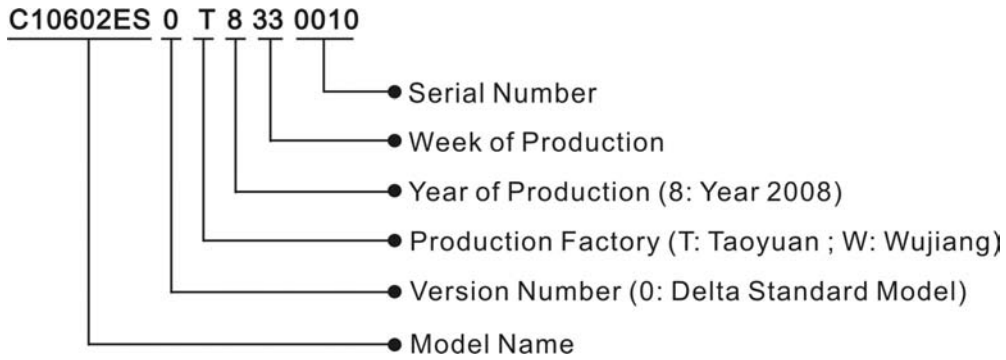 C10602ES 0 T 8 33 0010
Serial Number
Week of Production
Year of Production (8: Year 2008)
Production Factory (T: Taoyuan ; W: Wujiang)
Version Number (0: Delta Standard Model)
Model Name